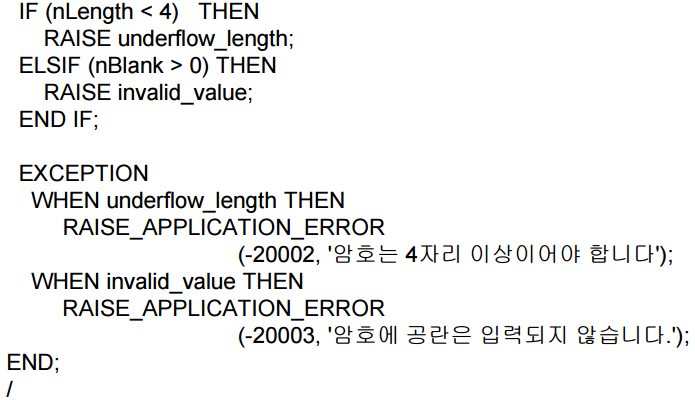 IF (nLength < 4) THEN
RAISE underflow_length;
ELSIF (nBlank > 0) THEN
RAISE invalid_value;
END IF;
EXCEPTION
WHEN underflow_length THEN
RAISE_APPLICATION_ERROR
(-20002, '암호는 4자리 이상이어야 합니다');
WHEN invalid_value THEN
RAISE_APPLICATION_ERROR
(-20003, '암호에 공란은 입력되지 않습니다.');
END;
/